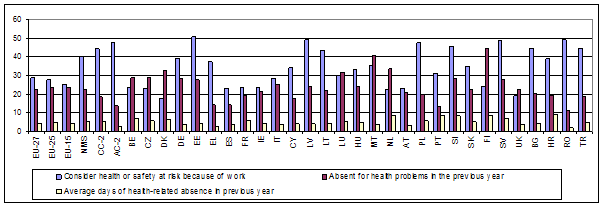 60
50
40
30
20
10
0
EU-27 EU-25 EU-15 NMS CC-2 AC-2 BE CZ DK DE EE EL ES FR IE IT CY LV LT LU HU MT NL AT PL PT SI SK FI SV UK BG HR RO TR
Consider health or safety at risk because of work
Absent for health problems in the previous year
Average days of health-related absence in previous year